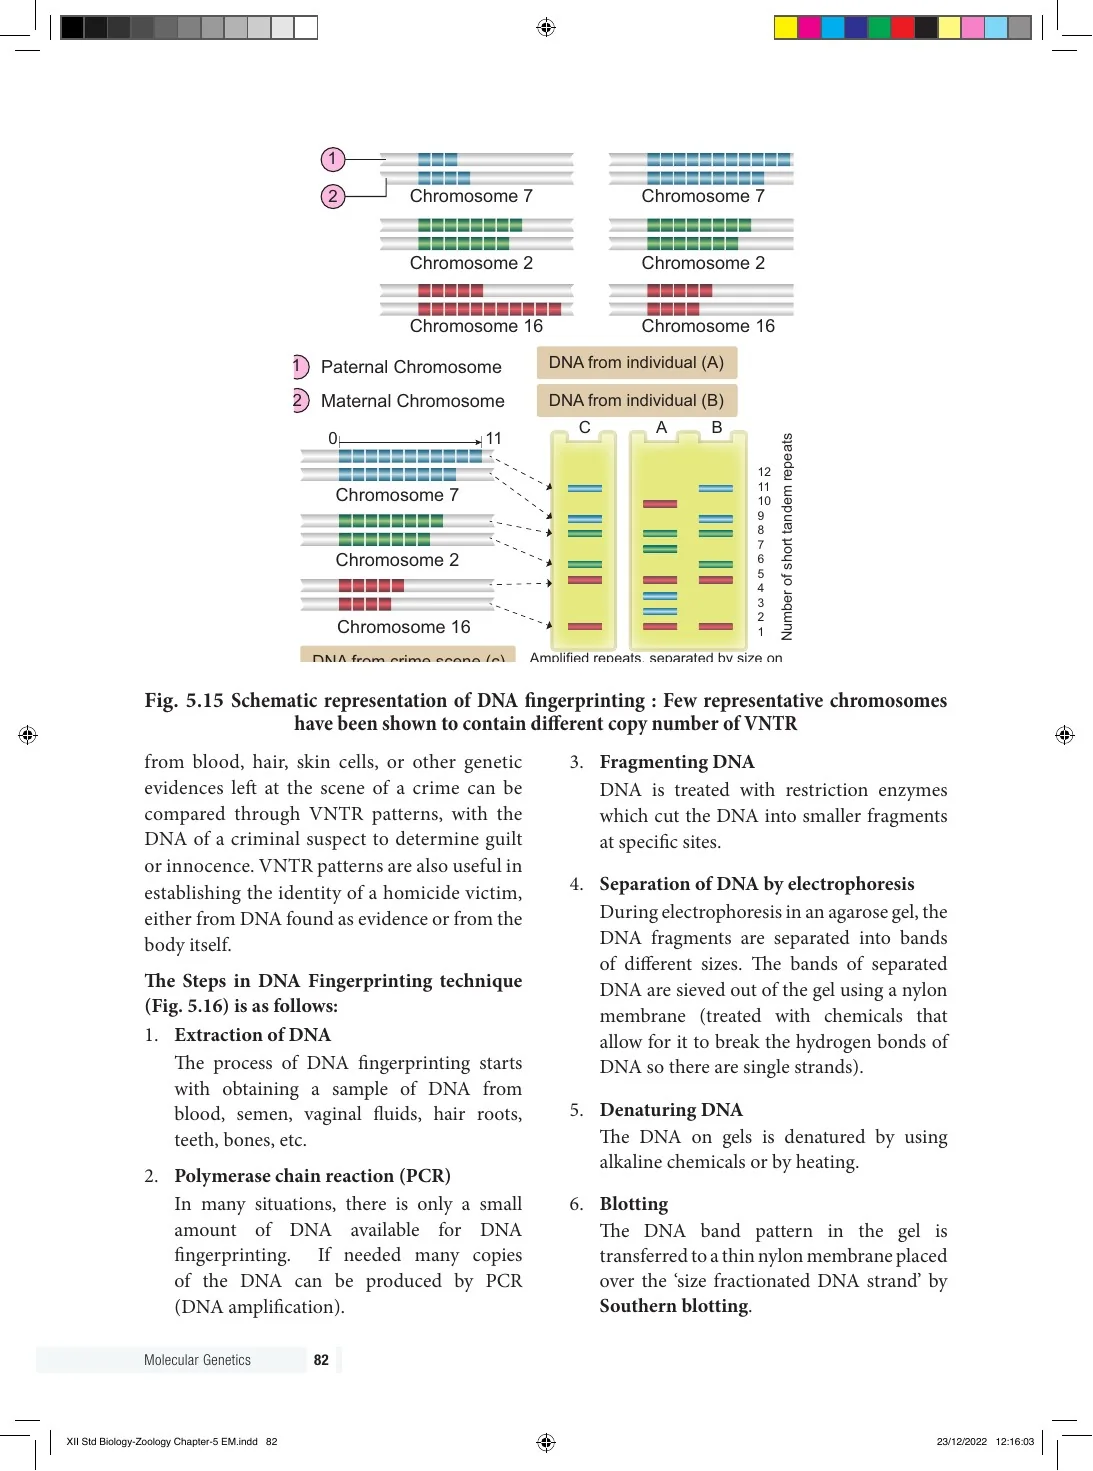 1
2
Chromosome 7
Chromosome 7
Chromosome 2
Chromosome 2
Chromosome 16
Chromosome 16
1 Paternal Chromosome
2 Maternal Chromosome
DNA from individual (A)
DNA from individual (B)
0 11
Chromosome 7
Chromosome 2
Chromosome 16
DNA from crime scene (c)
C A B
12
11
10
9
8
7
6
5
4
3
2
1
Number of short tandem repeats
Amplified repeats, separated by size on
Fig. 5.15 Schematic representation of DNA fingerprinting : Few representative chromosomes
have been shown to contain different copy number of VNTR
from blood, hair, skin cells, or other genetic
evidences left at the scene of a crime can be
compared through VNTR patterns, with the
DNA of a criminal suspect to determine guilt
or innocence. VNTR patterns are also useful in
establishing the identity of a homicide victim,
either from DNA found as evidence or from the
body itself.
The Steps in DNA Fingerprinting technique
(Fig. 5.16) is as follows:
1. Extraction of DNA
The process of DNA fingerprinting starts
with obtaining a sample of DNA from
blood, semen, vaginal fluids, hair roots,
teeth, bones, etc.
2. Polymerase chain reaction (PCR)
In many situations, there is only a small
amount of DNA available for DNA
fingerprinting. If needed many copies
of the DNA can be produced by PCR
(DNA amplification).
3. Fragmenting DNA
DNA is treated with restriction enzymes
which cut the DNA into smaller fragments
at specific sites.
4. Separation of DNA by electrophoresis
During electrophoresis in an agarose gel, the
DNA fragments are separated into bands
of different sizes. The bands of separated
DNA are sieved out of the gel using a nylon
membrane (treated with chemicals that
allow for it to break the hydrogen bonds of
DNA so there are single strands).
5. Denaturing DNA
The DNA on gels is denatured by using
alkaline chemicals or by heating.
6. Blotting
The DNA band pattern in the gel is
transferred to a thin nylon membrane placed
over the ‘size fractionated DNA strand’ by
Southern blotting.
Molecular Genetics 82
XII Std Biology-Zoology Chapter-5 EM.indd 82
23/12/2022 12:16:03